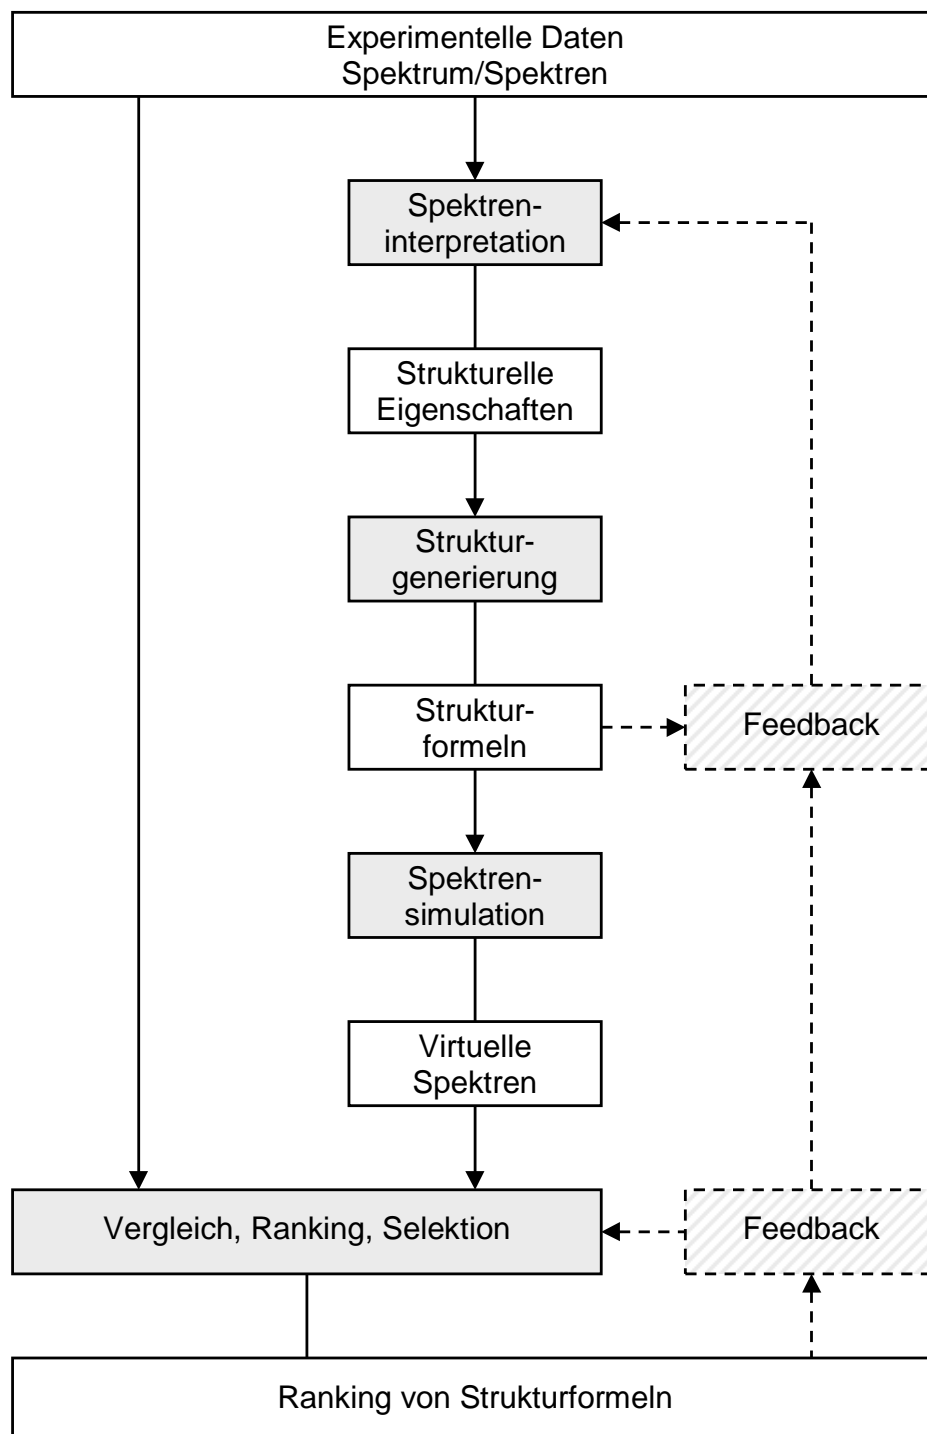 Experimentelle Daten
Spektrum/Spektren
Spektren-
interpretation
Strukturelle
Eigenschaften
Struktur-
generierung
Struktur-
formeln
Feedback
Spektren-
simulation
Virtuelle
Spektren
Vergleich, Ranking, Selektion
Feedback
Ranking von Strukturformeln